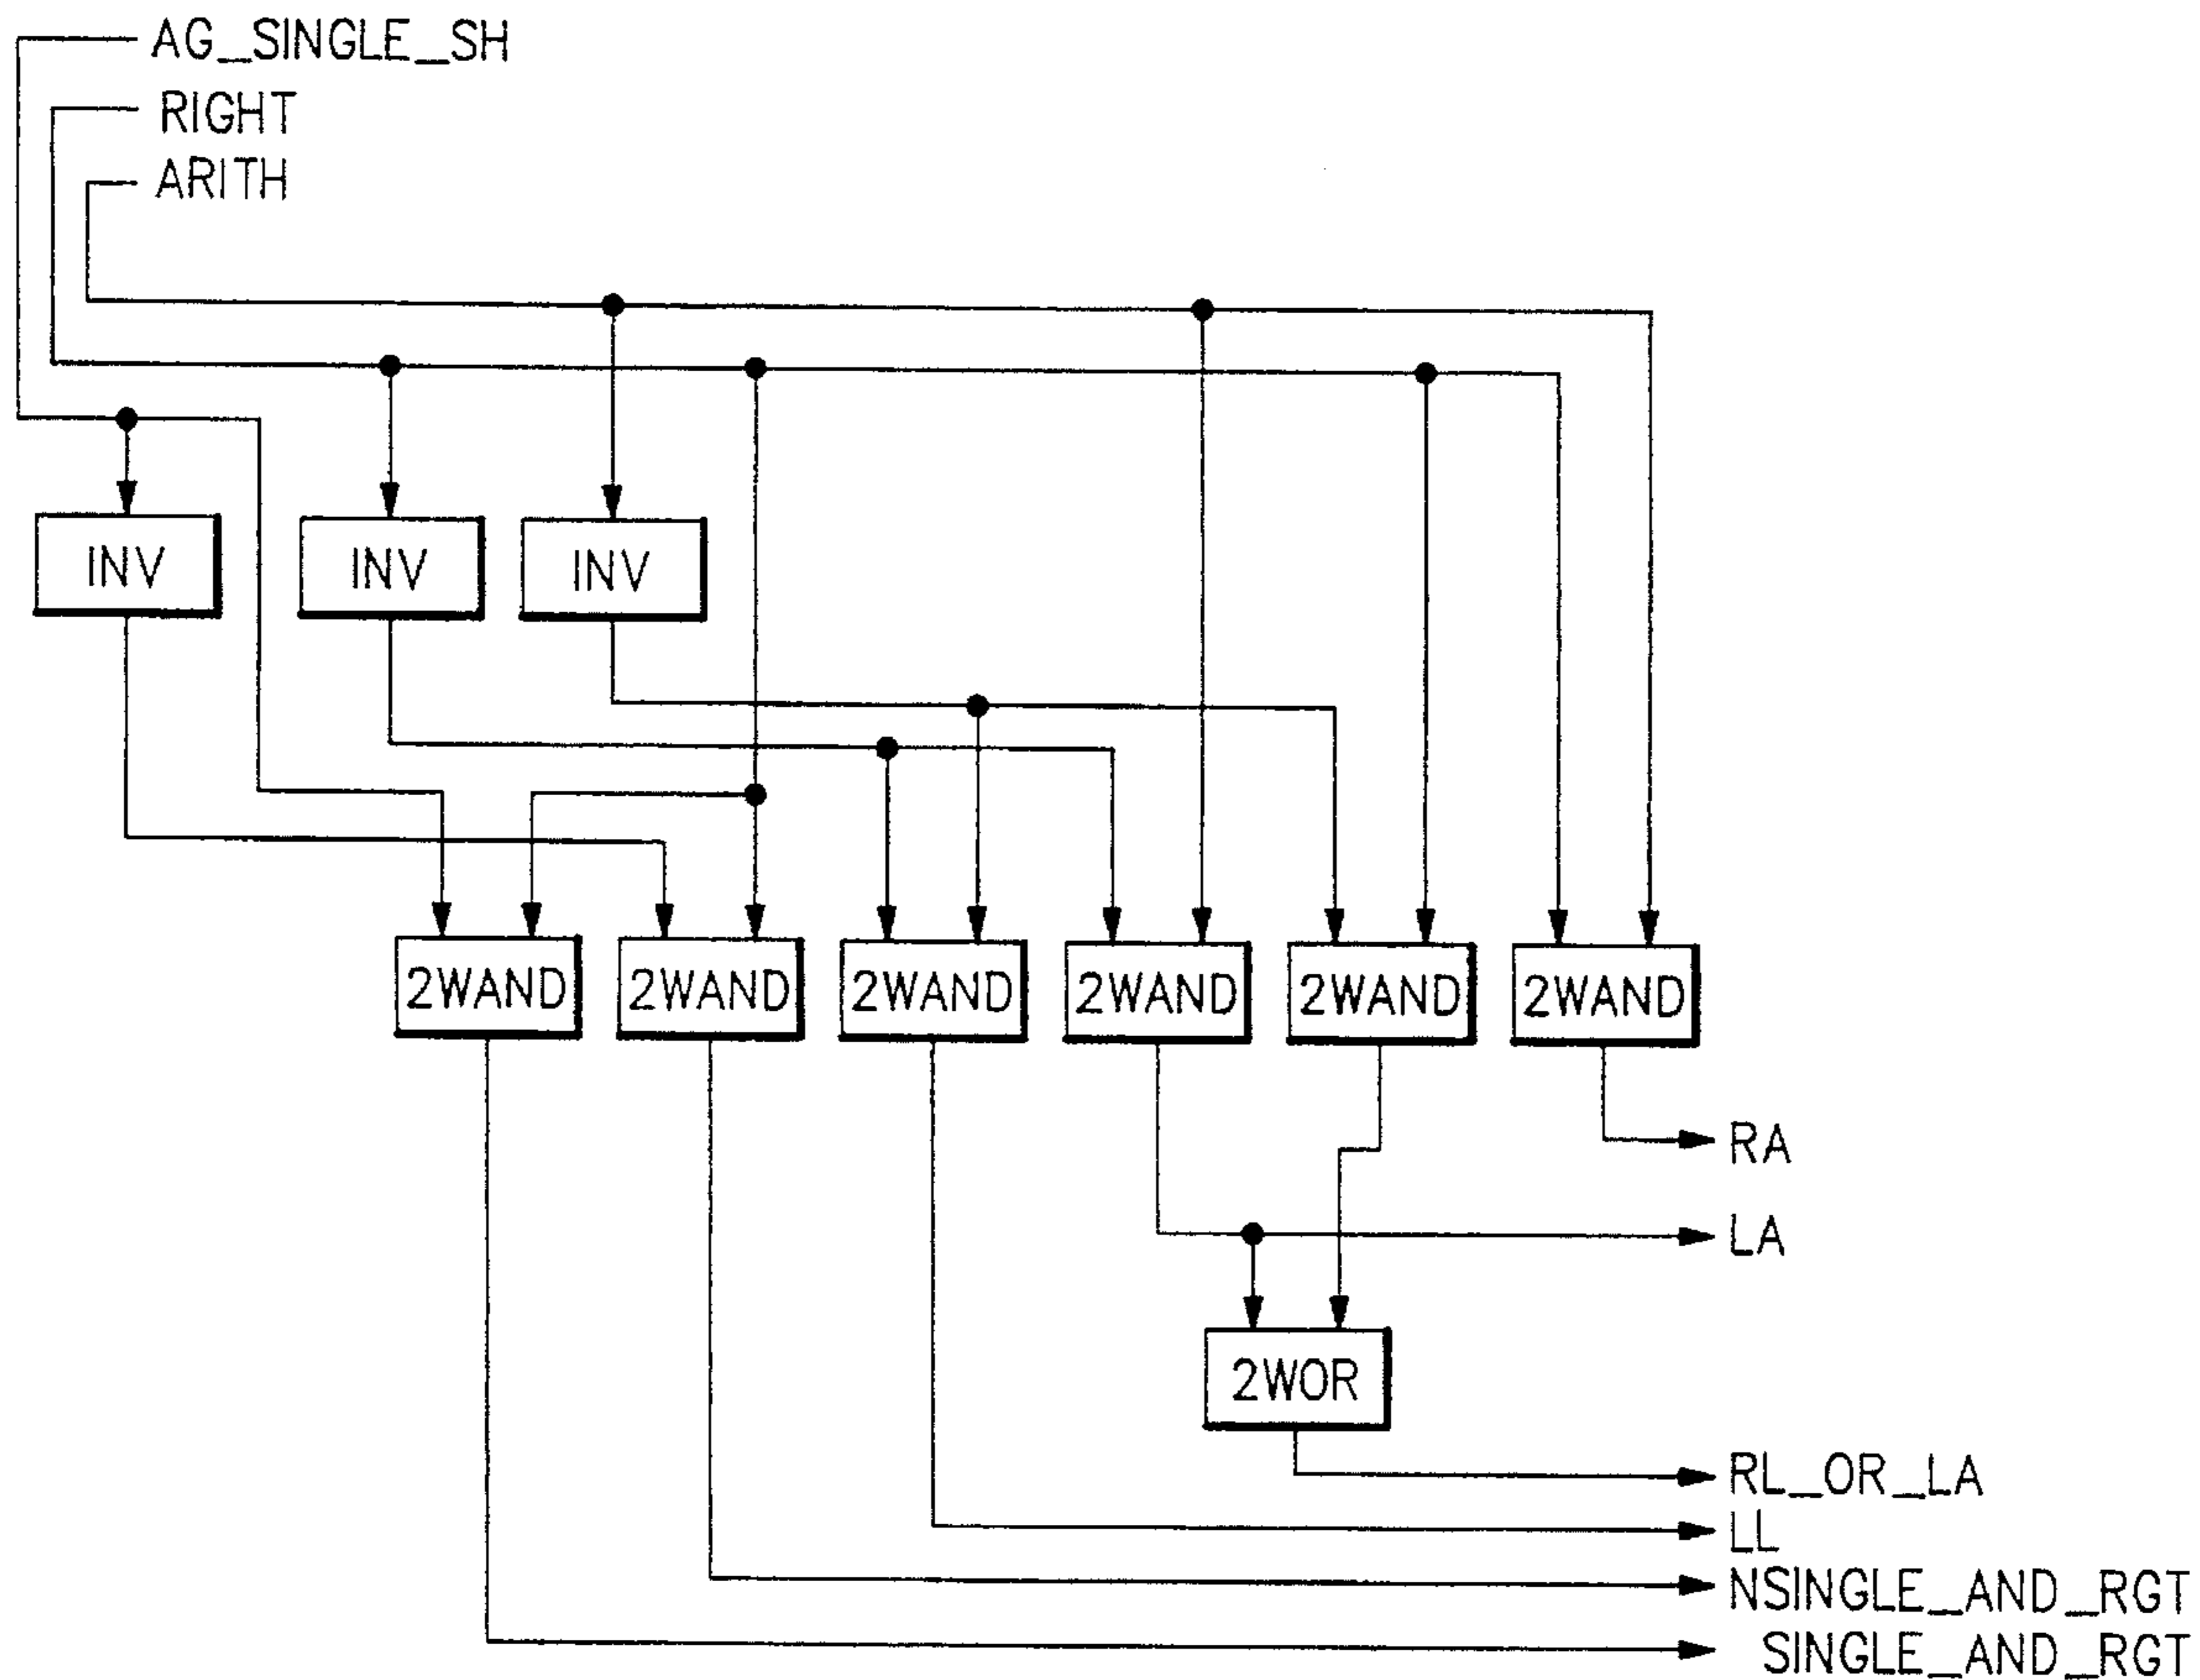 AG_SINGLE_SH
RIGHT
ARITH
INV INV INV
2WAND 2WAND 2WAND 2WAND 2WAND 2WAND
RA
LA
2WOR
RL_OR_LA
LL
NSINGLE_AND_RGT
SINGLE_AND_RGT